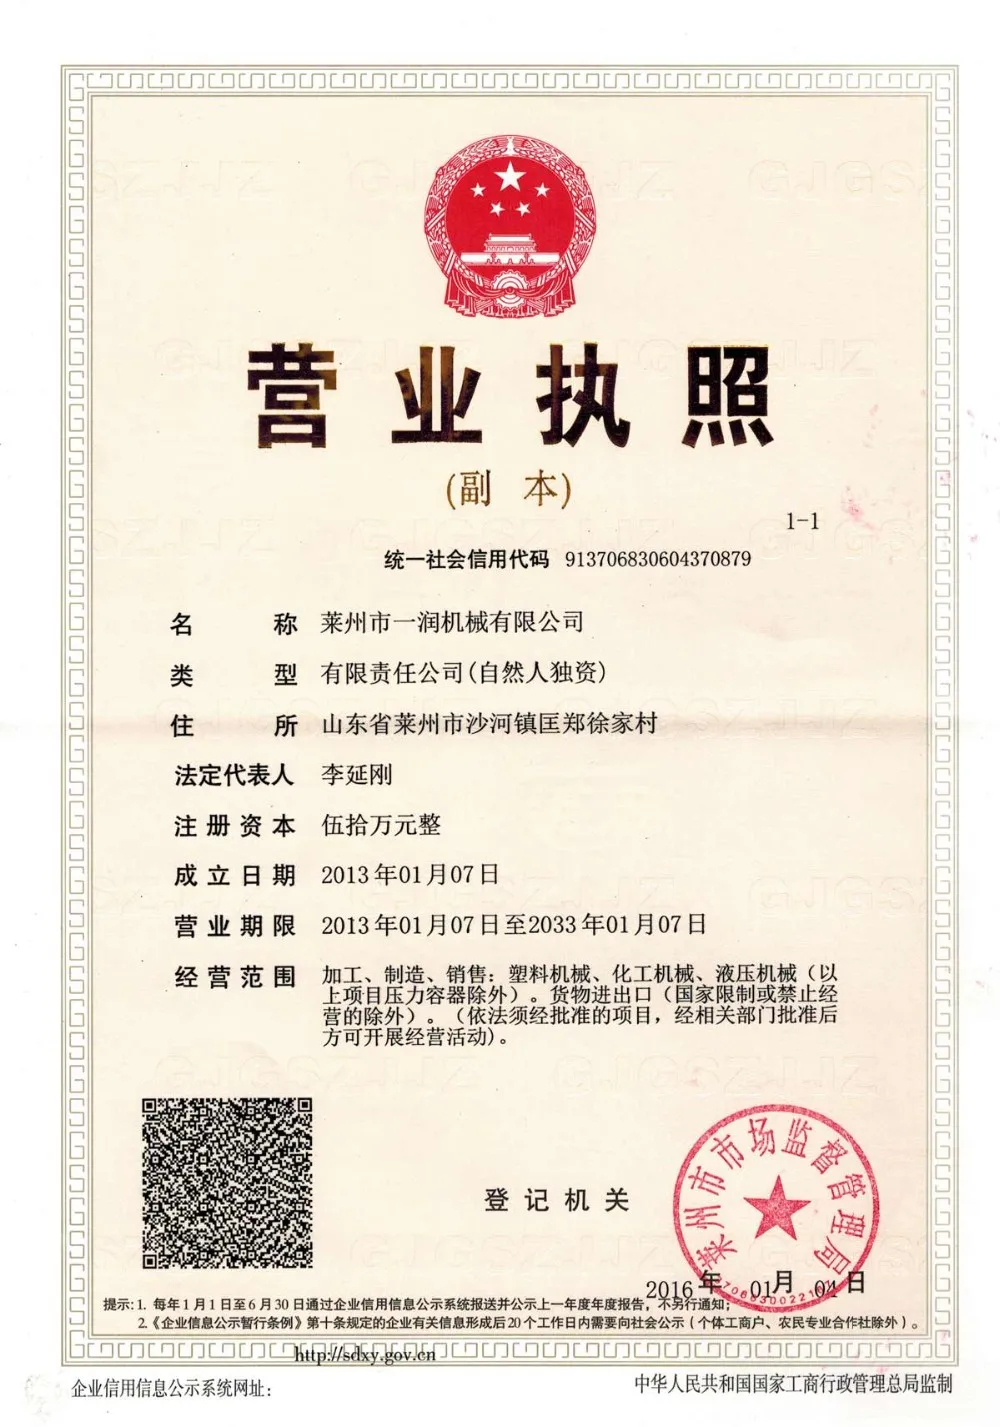 营业执照
(副 本)
1-1
统一社会信用代码 913706830604370879
名 称 莱州市一润机械有限公司
类 型 有限责任公司(自然人独资)
住 所 山东省莱州市沙河镇匡郑徐家村
法定代表人 李延刚
注册资本 伍拾万元整
成立日期 2013年01月07日
营业期限 2013年01月07日至2033年01月07日
经营范围 加工、制造、销售：塑料机械、化工机械、液压机械（以
上项目压力容器除外）。货物进出口（国家限制或禁止经
营的除外）。（依法须经批准的项目，经相关部门批准后
方可开展经营活动)。
莱州市市场监督管理局
登记机关
2016年 01月 04日
提示：1. 每年1月1日至6月30日通过企业信用信息公示系统报送并公示上一年度年度报告，不另行通知；
2.《企业信息公示暂行条例》第十条规定的企业有关信息形成后20个工作日内需要向社会公示（个体工商户、农民专业合作社除外）。
http://sdxy.gov.cn
企业信用信息公示系统网址：
中华人民共和国国家工商行政管理总局监制